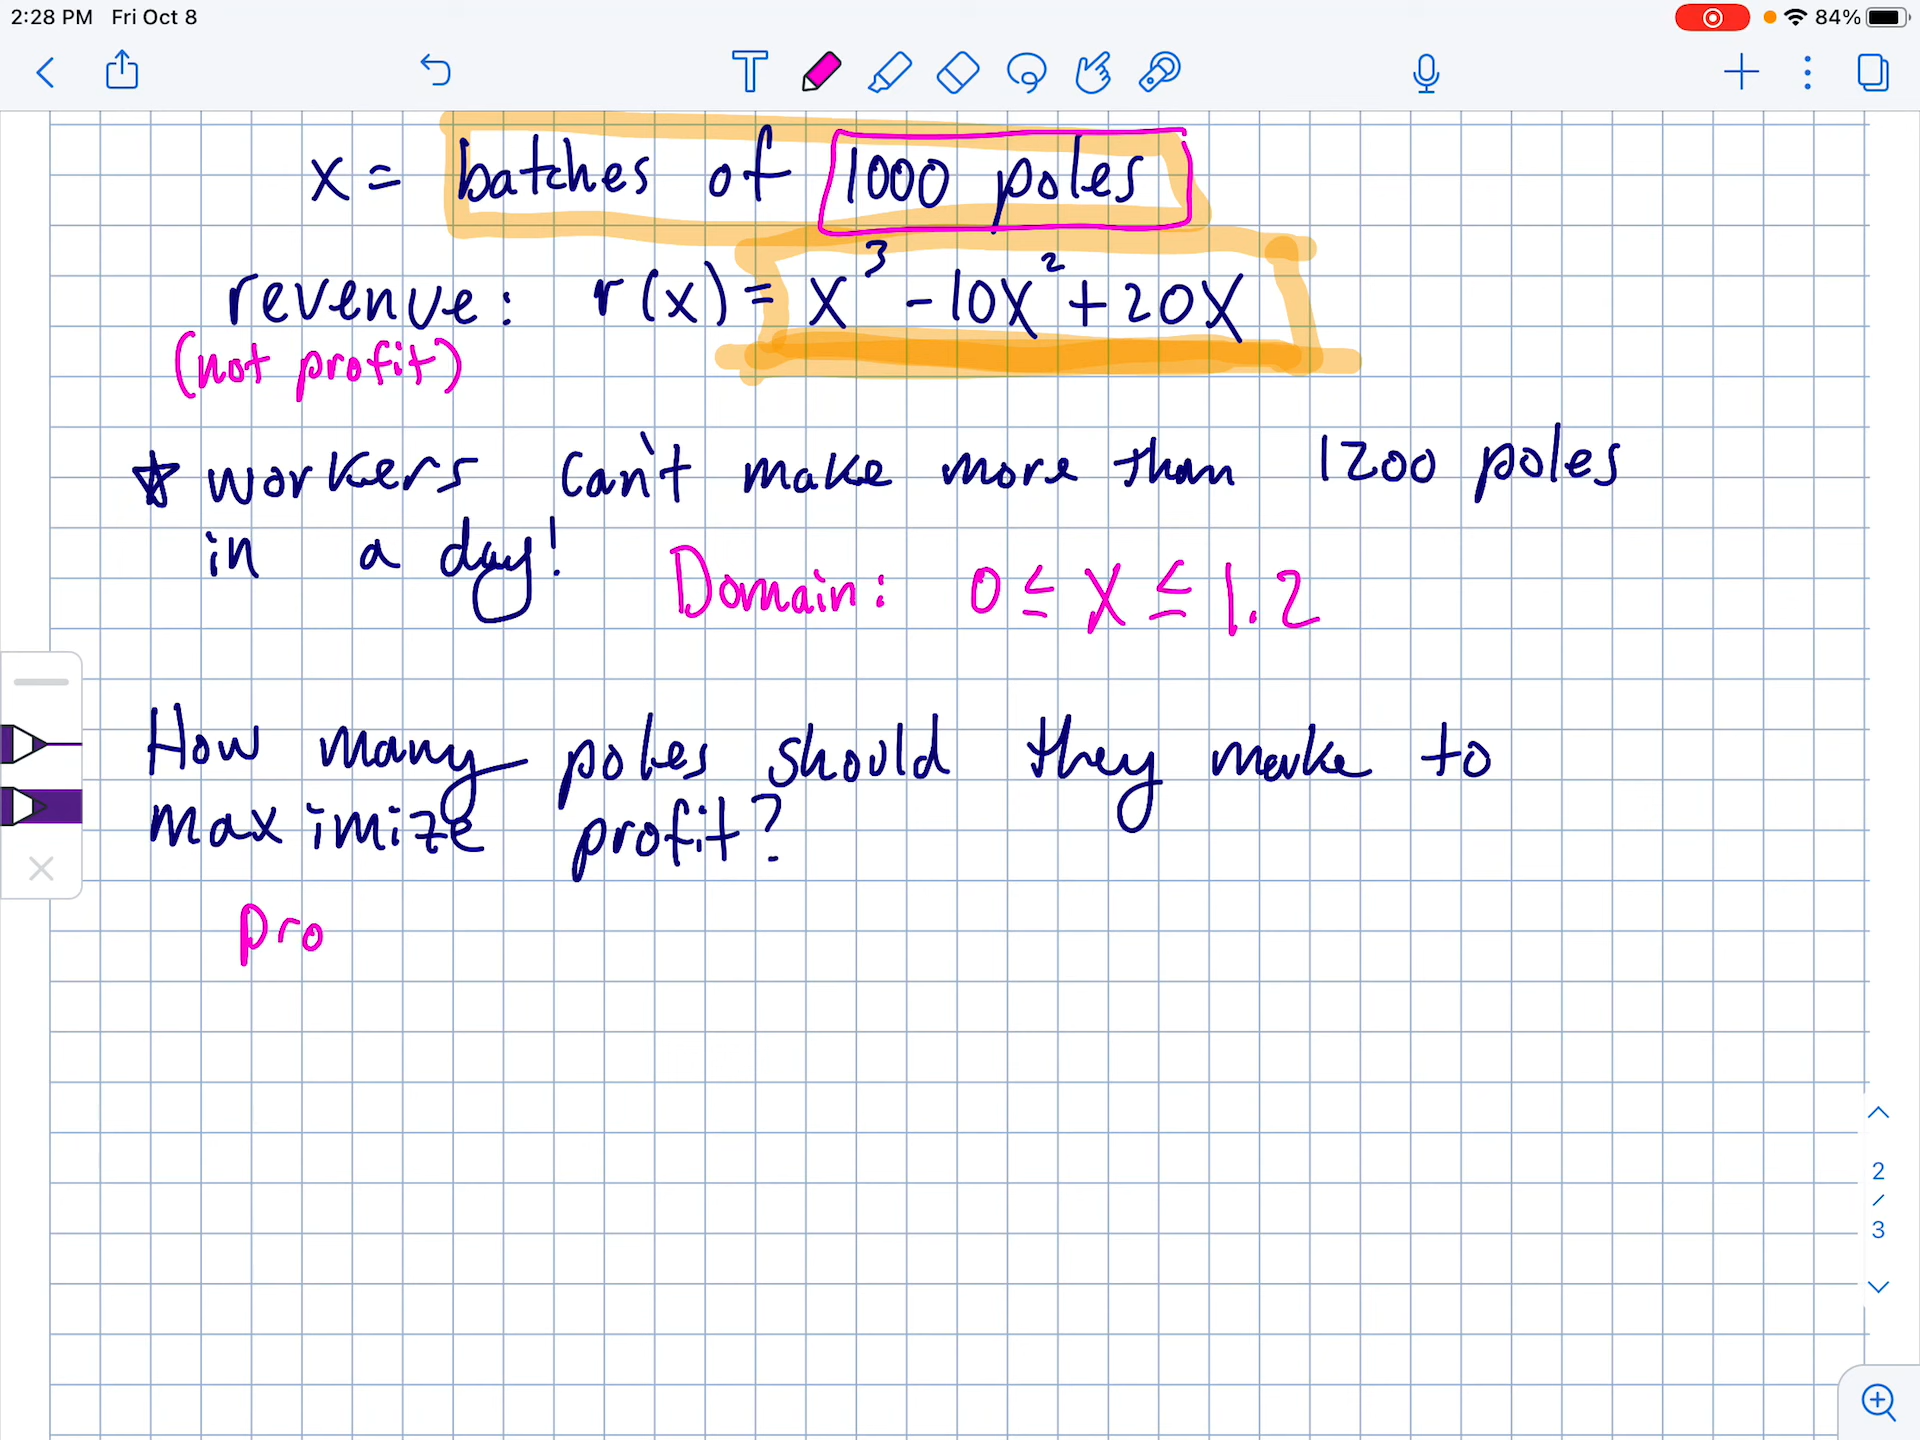 2:28 PM Fri Oct 8 84%
x = batches of 1000 poles
revenue: r(x) = x³ - 10x² + 20x
(not profit)
☆ workers can't make more than 1200 poles
in a day!
Domain: 0 ≤ x ≤ 1.2
How many poles should they make to
maximize profit?
pro
2
/
3